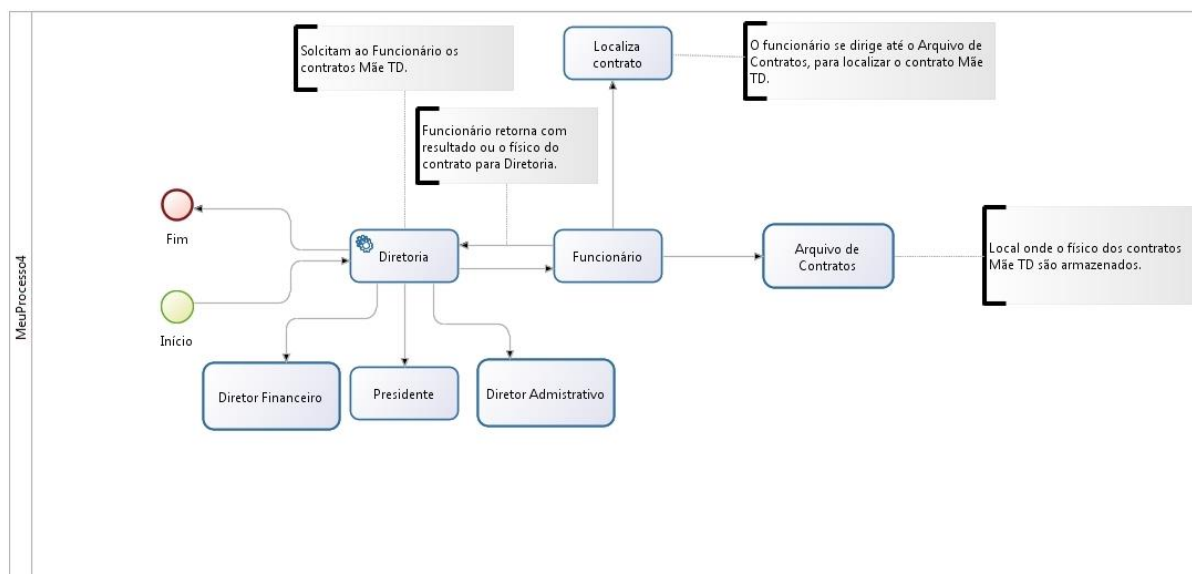 MeuProcesso4
Solcitam ao Funcionário os
contratos Mãe TD.
Localiza
contrato
O funcionário se dirige até o Arquivo de
Contratos, para localizar o contrato Mãe
TD.
Funcionário retorna com
resultado ou o físico do
contrato para Diretoria.
Fim
Diretoria
Funcionário
Arquivo de
Contratos
Local onde o físico dos contratos
Mãe TD são armazenados.
Início
Diretor Financeiro
Presidente
Diretor Admistrativo